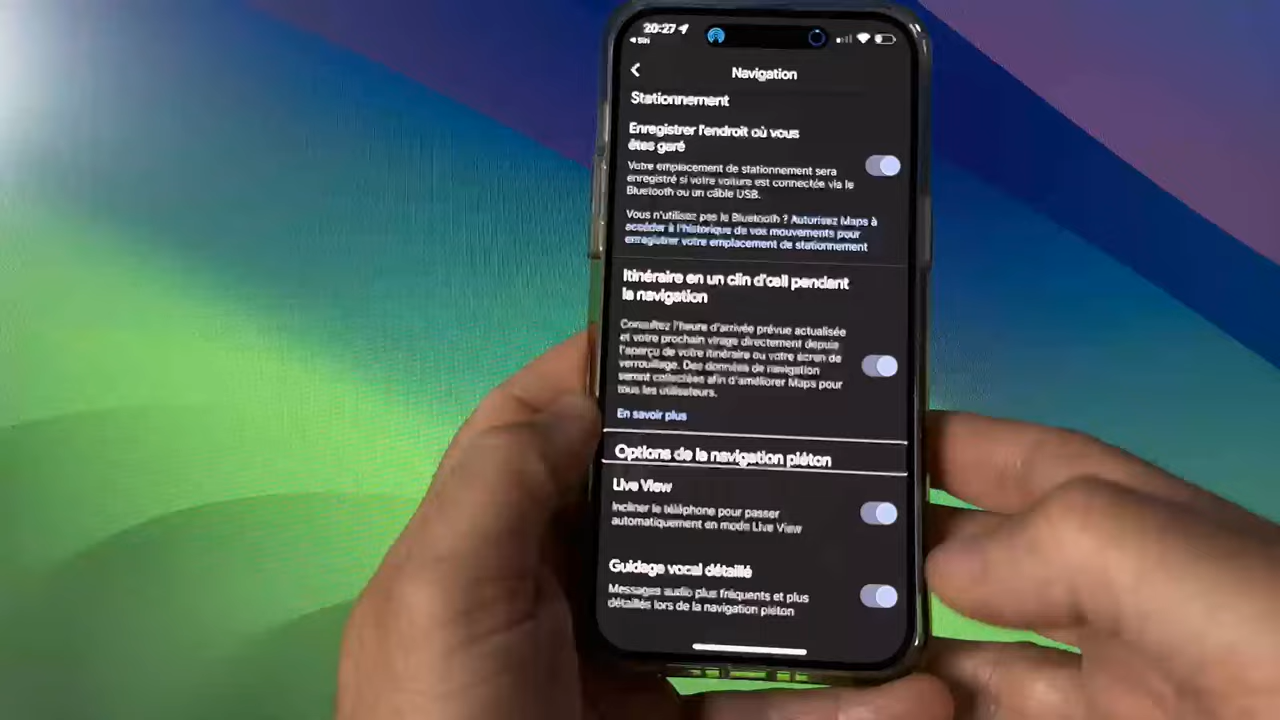 20:27
Siri
Navigation
Stationnement
Enregistrer l'endroit où vous
êtes garé
Votre emplacement de stationnement sera
enregistré si votre voiture est connectée via le
Bluetooth ou un câble USB.
Vous n'utilisez pas le Bluetooth ? Autorisez Maps à
accéder à l'historique de vos mouvements pour
enregistrer votre emplacement de stationnement
Itinéraire en un clin d'œil pendant
la navigation
Consultez l'heure d'arrivée prévue actualisée
et votre prochain virage directement depuis
l'aperçu de votre itinéraire ou votre écran de
verrouillage. Des données de navigation
seront collectées afin d'améliorer Maps pour
tous les utilisateurs.
En savoir plus
Options de la navigation piéton
Live View
Incliner le téléphone pour passer
automatiquement en mode Live View
Guidage vocal détaillé
Messages audio plus fréquents et plus
détaillés lors de la navigation piéton